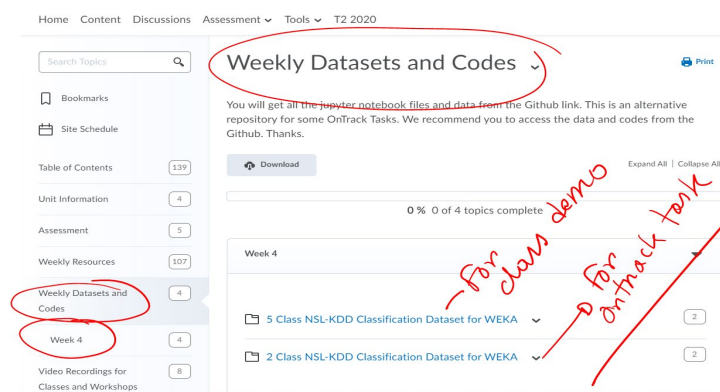 Home Content Discussions Assessment Tools T2 2020
Search Topics
Bookmarks
Site Schedule
Table of Contents 139
Unit Information 4
Assessment 5
Weekly Resources 107
Weekly Datasets and
Codes 4
Week 4 4
Video Recordings for
Classes and Workshops 8
Weekly Datasets and Codes
Print
You will get all the jupyter notebook files and data from the Github link. This is an alternative
repository for some OnTrack Tasks. We recommend you to access the data and codes from the
Github. Thanks.
Download
Expand All | Collapse All
0 % 0 of 4 topics complete
Week 4
- For
class demo
For
ontrack task
5 Class NSL-KDD Classification Dataset for WEKA 2
2 Class NSL-KDD Classification Dataset for WEKA 2